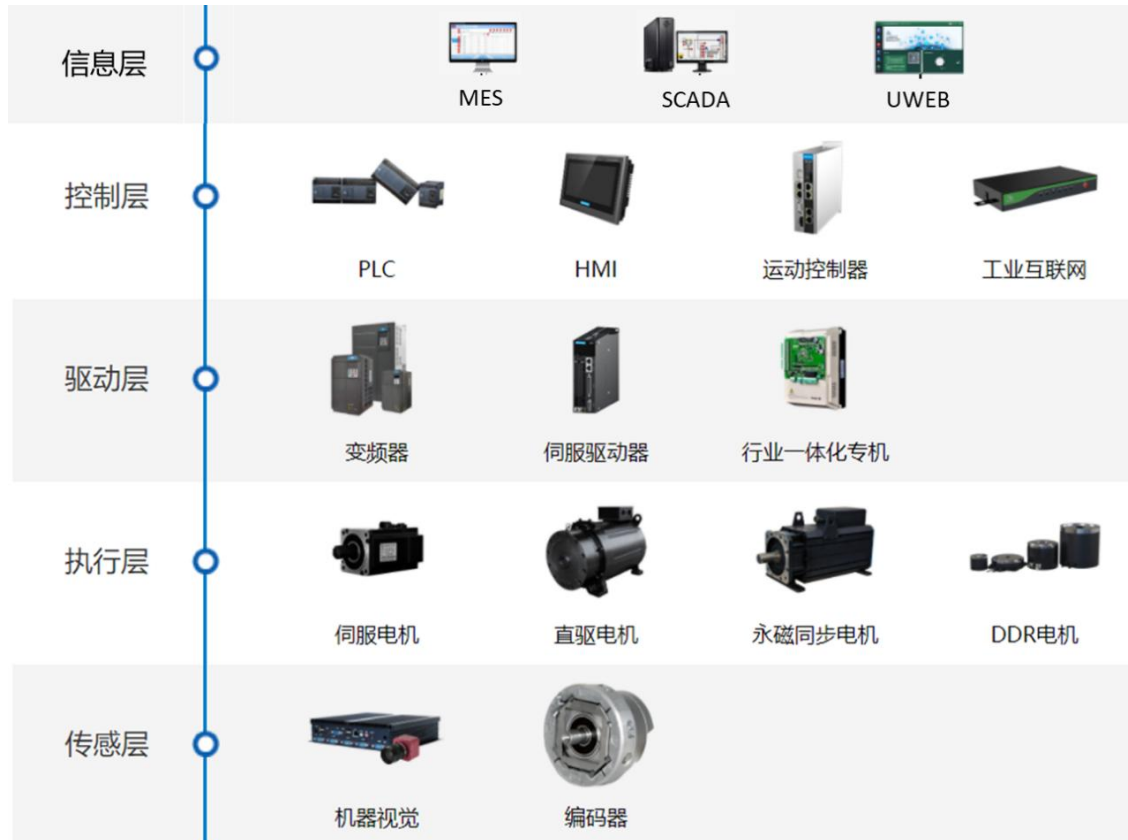 信息层
MES
SCADA
UWEB
控制层
PLC
HMI
运动控制器
工业互联网
驱动层
变频器
伺服驱动器
行业一体化专机
执行层
伺服电机
直驱电机
永磁同步电机
DDR电机
传感层
机器视觉
编码器